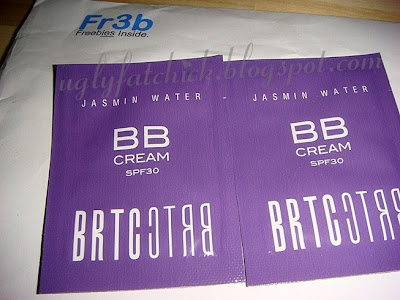 Fr3b
Freebies Inside.
uglyfatchick.blogspot.com
JASMIN WATER - JASMIN WATER
BB
CREAM
SPF30
BRTC
BB
CREAM
SPF30
BRTC